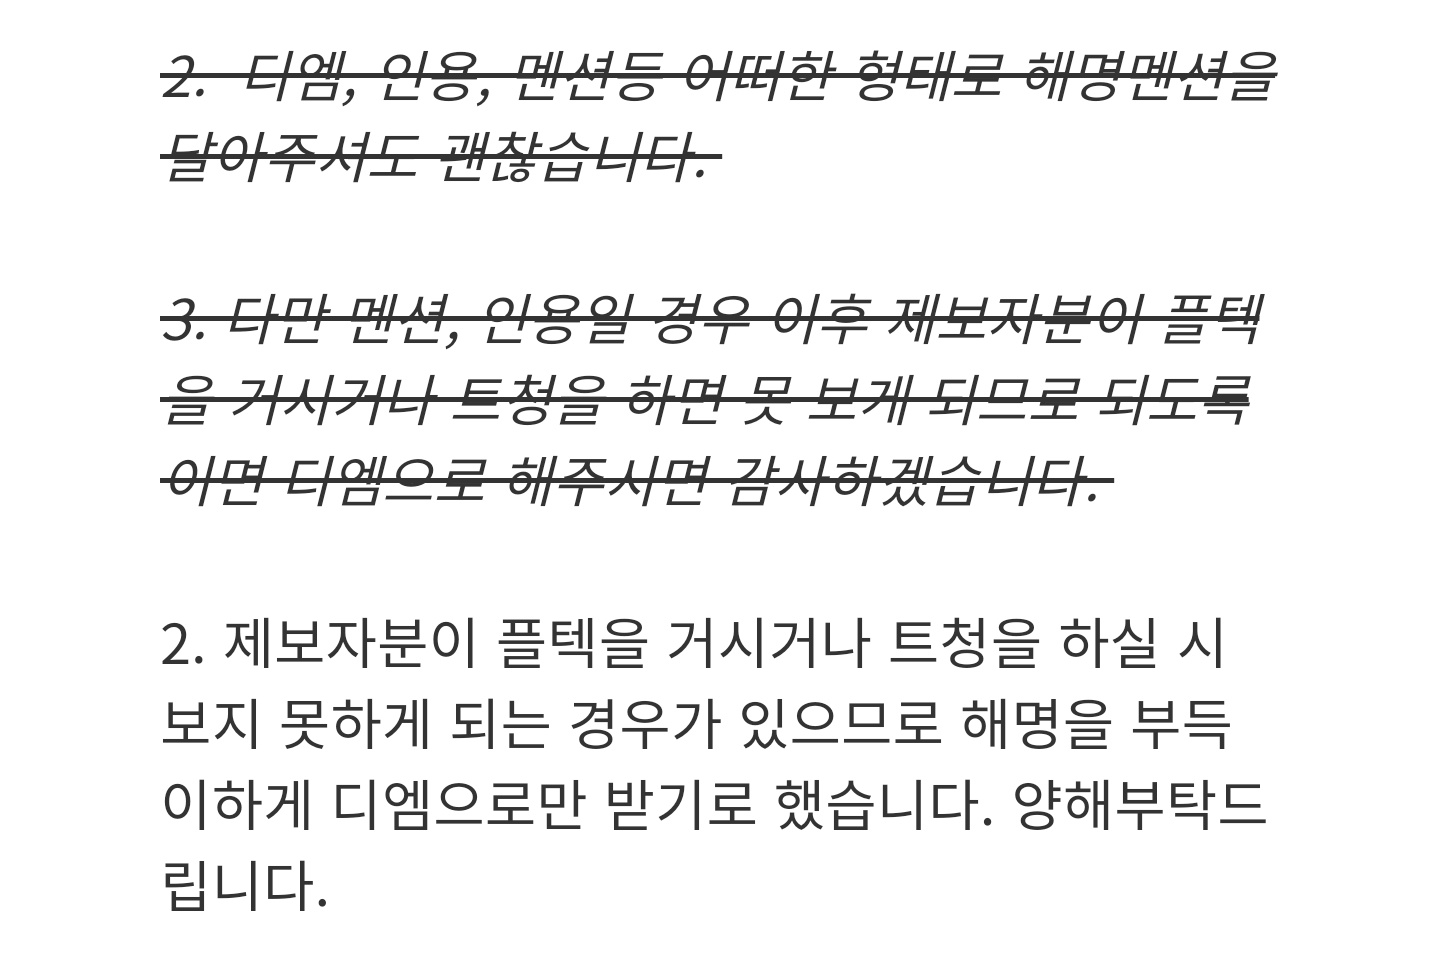 2. 디엠, 인용, 멘션등 어떠한 형태로 해명멘션을
달아주셔도 괜찮습니다.
3. 다만 멘션, 인용일 경우 이후 제보자분이 플텍
을 거시거나 트청을 하면 못 보게 되므로 되도록
이면 디엠으로 해주시면 감사하겠습니다.
2. 제보자분이 플텍을 거시거나 트청을 하실 시
보지 못하게 되는 경우가 있으므로 해명을 부득
이하게 디엠으로만 받기로 했습니다. 양해부탁드
립니다.